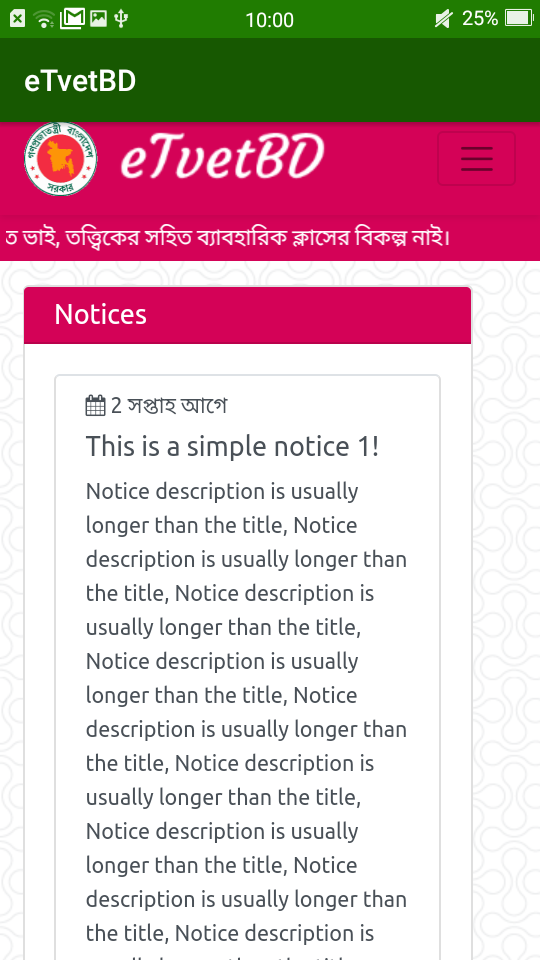 10:00
25%
eTvetBD
গণপ্রজাতন্ত্রী বাংলাদেশ
সরকার
eTvetBD
ত ভাই, তত্ত্বিকের সহিত ব্যাবহারিক ক্লাসের বিকল্প নাই।
Notices
2 সপ্তাহ আগে
This is a simple notice 1!
Notice description is usually
longer than the title, Notice
description is usually longer than
the title, Notice description is
usually longer than the title,
Notice description is usually
longer than the title, Notice
description is usually longer than
the title, Notice description is
usually longer than the title,
Notice description is usually
longer than the title, Notice
description is usually longer than
the title, Notice description is